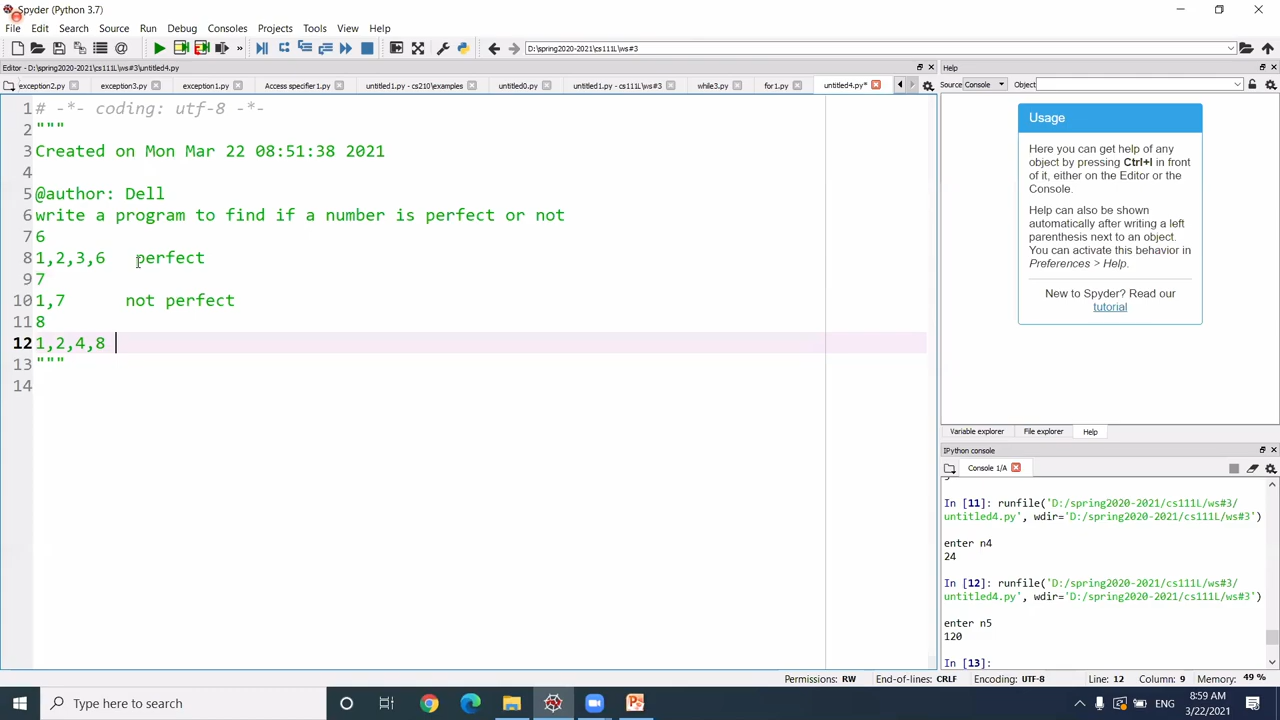 Spyder (Python 3.7)
File Edit Search Source Run Debug Consoles Projects Tools View Help
D:\spring2020-2021\cs111L\ws#3
Editor - D:\spring2020-2021\cs111L\ws#3\untitled4.py
exception2.py exception3.py exception1.py Access specifier1.py untitled1.py - cs210\examples untitled0.py untitled1.py - cs111L\ws#3 while3.py for1.py untitled4.py*
1 # -*- coding: utf-8 -*-
2 """
3 Created on Mon Mar 22 08:51:38 2021
4
5 @author: Dell
6 write a program to find if a number is perfect or not
7 6
8 1,2,3,6 perfect
9 7
10 1,7 not perfect
11 8
12 1,2,4,8
13 """
14
Help
Source Console Object
Usage
Here you can get help of any
object by pressing Ctrl+I in front
of it, either on the Editor or the
Console.
Help can also be shown
automatically after writing a left
parenthesis next to an object.
You can activate this behavior in
Preferences > Help.
New to Spyder? Read our
tutorial
Variable explorer File explorer Help
IPython console
Console 1/A
In [11]: runfile('D:/spring2020-2021/cs111L/ws#3/
untitled4.py', wdir='D:/spring2020-2021/cs111L/ws#3')
enter n4
24
In [12]: runfile('D:/spring2020-2021/cs111L/ws#3/
untitled4.py', wdir='D:/spring2020-2021/cs111L/ws#3')
enter n5
120
In [13]:
Permissions: RW End-of-lines: CRLF Encoding: UTF-8 Line: 12 Column: 9 Memory: 49 %
Type here to search
ENG
8:59 AM
3/22/2021